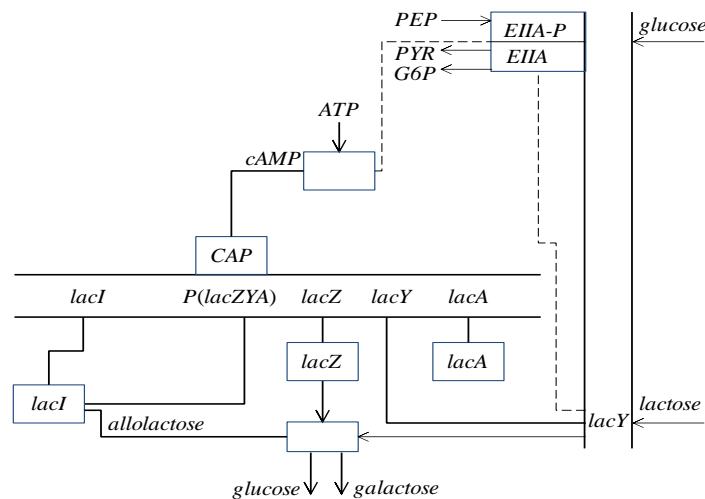 PEP
EIIA-P
glucose
PYR
EIIA
G6P
ATP
cAMP
CAP
lacI P(lacZYA) lacZ lacY lacA
lacZ
lacA
lacI
allolactose
lacY
lactose
glucose galactose